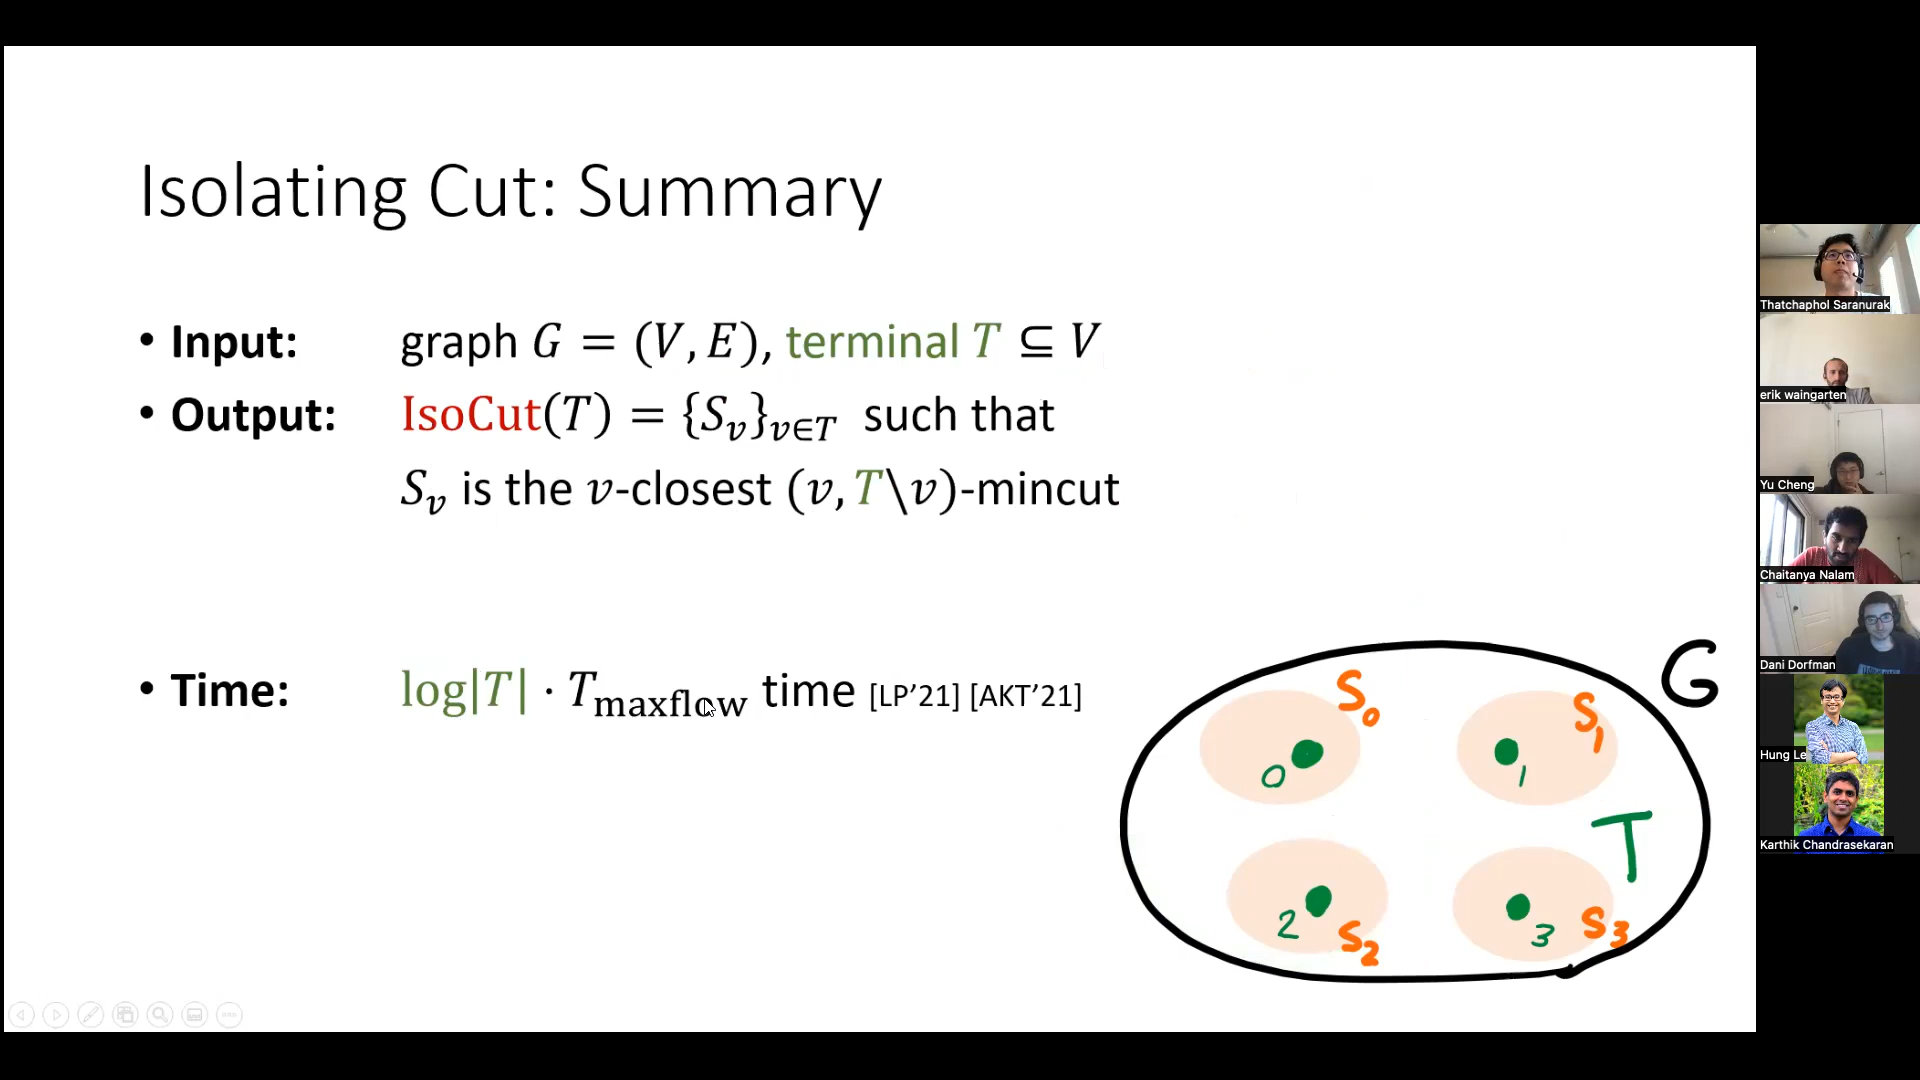 Isolating Cut: Summary
• Input: graph G = (V, E), terminal T ⊆ V
• Output: IsoCut(T) = {S_v}_{v∈T} such that
S_v is the v-closest (v, T\v)-mincut
• Time: log|T| · T_maxflow time [LP’21] [AKT’21]
G
S_0
S_1
0
1
T
2
S_2
3
S_3
Thatchaphol Saranurak
erik waingarten
Yu Cheng
Chaitanya Nalam
Dani Dorfman
Hung Le
Karthik Chandrasekaran